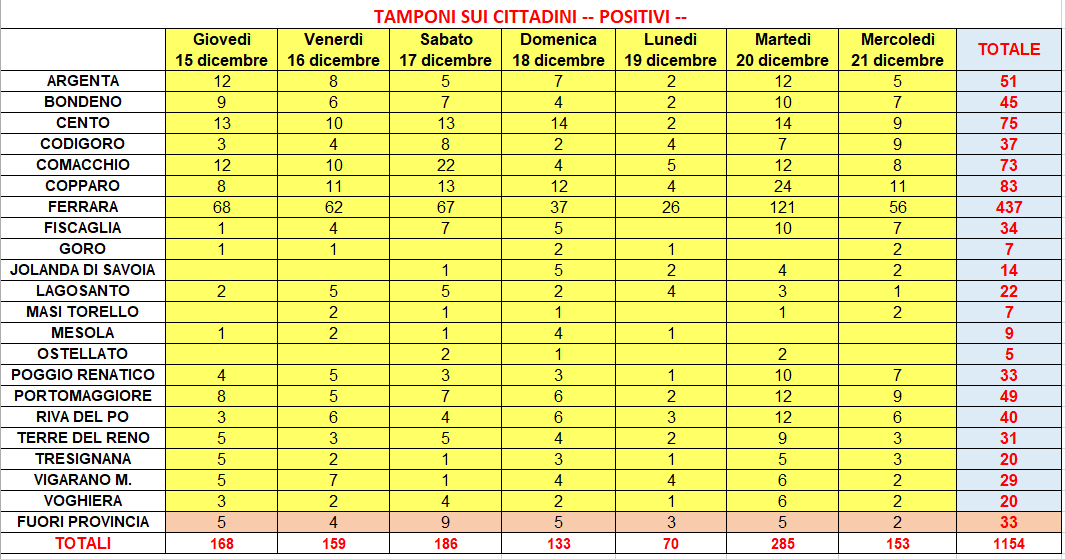 TAMPONI SUI CITTADINI -- POSITIVI --
Giovedì 15 dicembre Venerdì 16 dicembre Sabato 17 dicembre Domenica 18 dicembre Lunedì 19 dicembre Martedì 20 dicembre Mercoledì 21 dicembre TOTALE
ARGENTA 12 8 5 7 2 12 5 51
BONDENO 9 6 7 4 2 10 7 45
CENTO 13 10 13 14 2 14 9 75
CODIGORO 3 4 8 2 4 7 9 37
COMACCHIO 12 10 22 4 5 12 8 73
COPPARO 8 11 13 12 4 24 11 83
FERRARA 68 62 67 37 26 121 56 437
FISCAGLIA 1 4 7 5 10 7 34
GORO 1 1 2 1 2 7
JOLANDA DI SAVOIA 1 5 2 4 2 14
LAGOSANTO 2 5 5 2 4 3 1 22
MASI TORELLO 2 1 1 1 2 7
MESOLA 1 2 1 4 1 9
OSTELLATO 2 1 2 5
POGGIO RENATICO 4 5 3 3 1 10 7 33
PORTOMAGGIORE 8 5 7 6 2 12 9 49
RIVA DEL PO 3 6 4 6 3 12 6 40
TERRE DEL RENO 5 3 5 4 2 9 3 31
TRESIGNANA 5 2 1 3 1 5 3 20
VIGARANO M. 5 7 1 4 4 6 2 29
VOGHIERA 3 2 4 2 1 6 2 20
FUORI PROVINCIA 5 4 9 5 3 5 2 33
TOTALI 168 159 186 133 70 285 153 1154